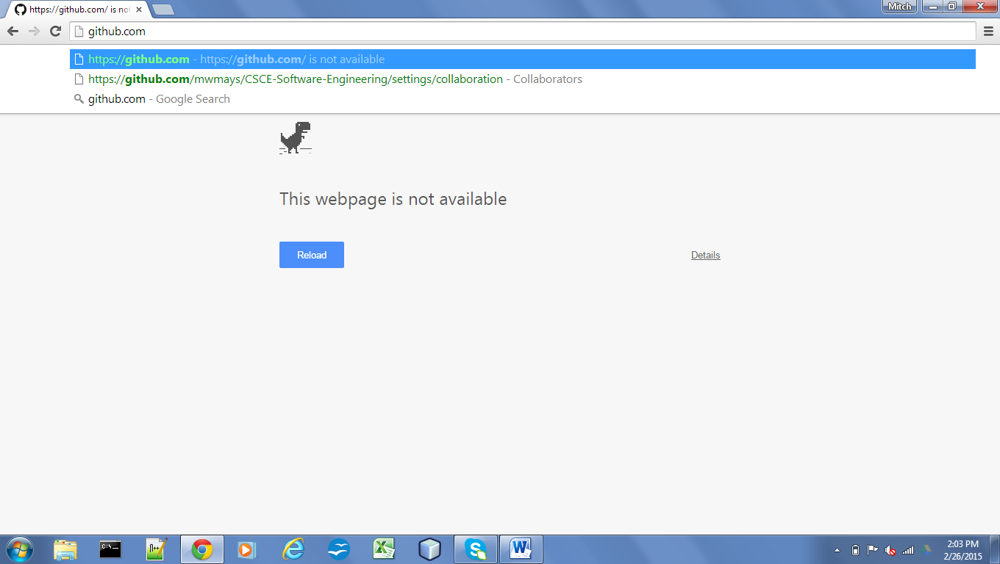 https://github.com/ is not
Mitch
github.com
https://github.com - https://github.com/ is not available
https://github.com/mwmays/CSCE-Software-Engineering/settings/collaboration - Collaborators
github.com - Google Search
This webpage is not available
Reload
Details
C:\_
2:03 PM
2/26/2015